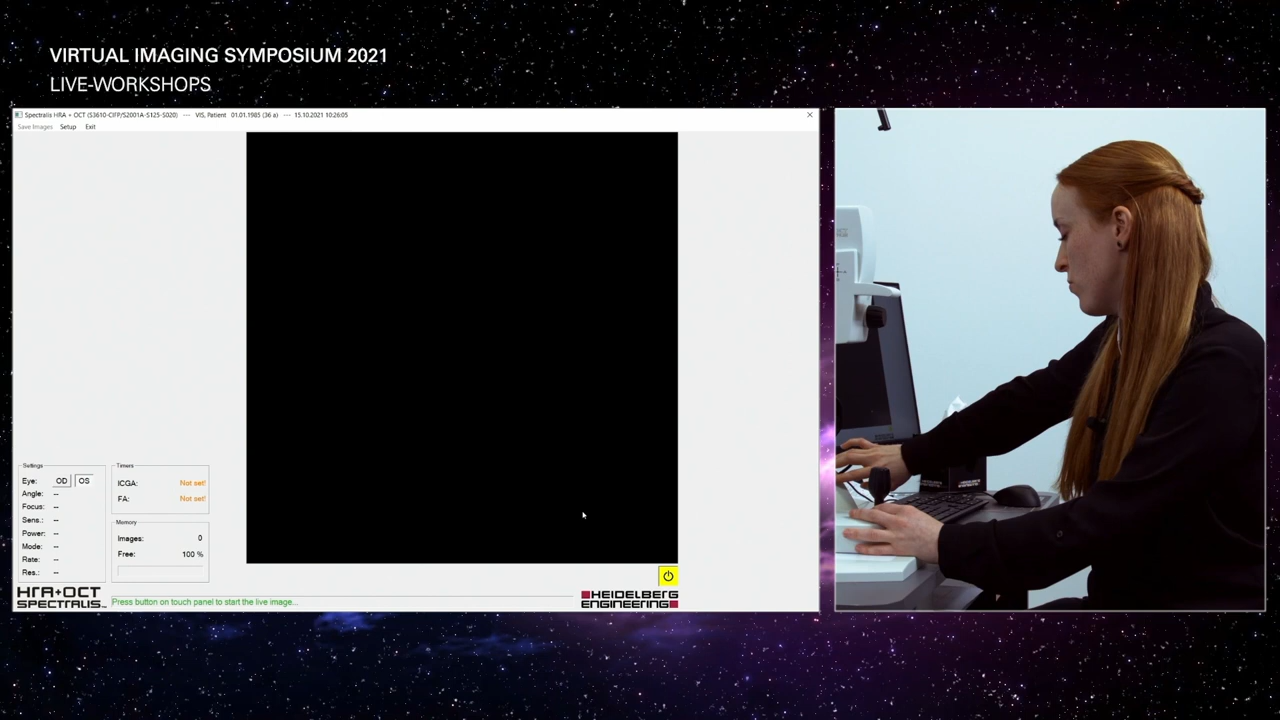 VIRTUAL IMAGING SYMPOSIUM 2021
LIVE-WORKSHOPS
Spectralis HRA + OCT (S3610-CIFP/S2001A-S125-S020) --- VIS, Patient 01.01.1985 (36 a) --- 15.10.2021 10:26:05
Save Images Setup Exit
Settings
Eye: OD OS
Angle: --
Focus: --
Sens.: --
Power: --
Mode: --
Rate: --
Res.: --
Timers
ICGA: Not set!
FA: Not set!
Memory
Images: 0
Free: 100 %
HRA+OCT
SPECTRALIS
Press button on touch panel to start the live image...
HEIDELBERG
ENGINEERING